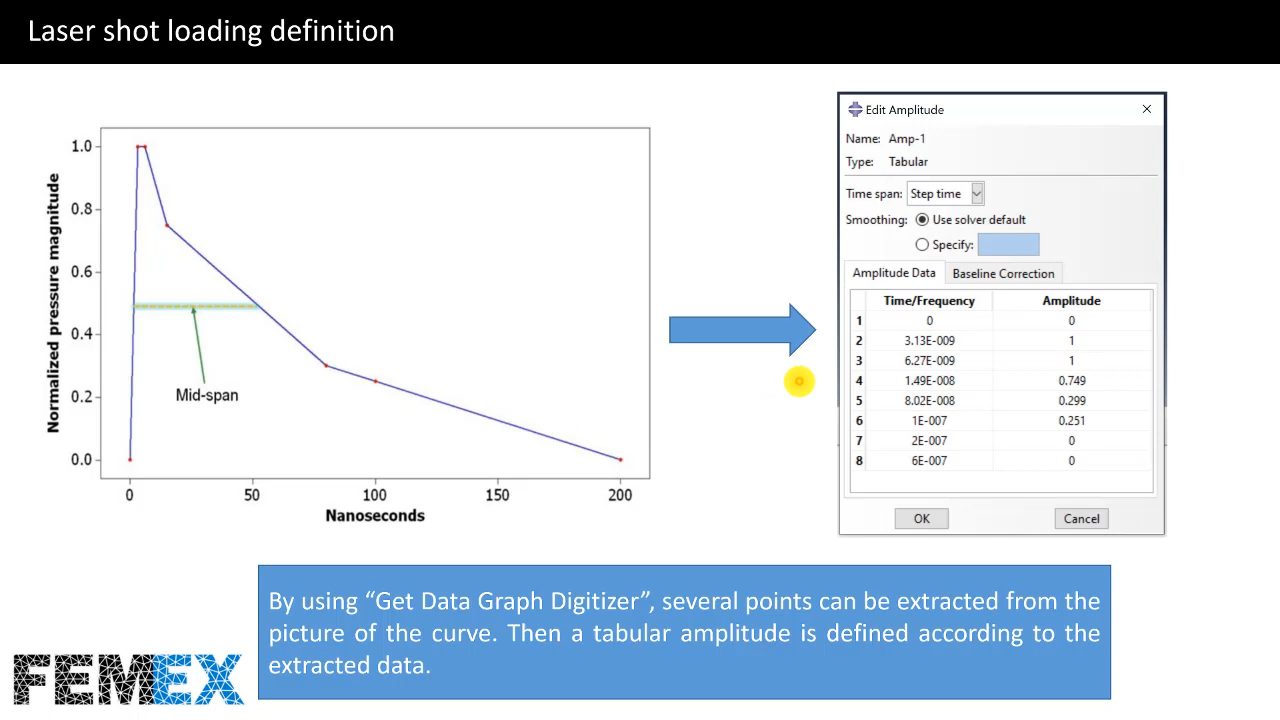 Laser shot loading definition
1.0
0.8
0.6
0.4
0.2
0.0
Normalized pressure magnitude
Mid-span
0 50 100 150 200
Nanoseconds
Edit Amplitude
Name: Amp-1
Type: Tabular
Time span: Step time
Smoothing: Use solver default
Specify:
Amplitude Data Baseline Correction
Time/Frequency Amplitude
1 0 0
2 3.13E-009 1
3 6.27E-009 1
4 1.49E-008 0.749
5 8.02E-008 0.299
6 1E-007 0.251
7 2E-007 0
8 6E-007 0
OK Cancel
By using “Get Data Graph Digitizer”, several points can be extracted from the
picture of the curve. Then a tabular amplitude is defined according to the
extracted data.
FEMEX